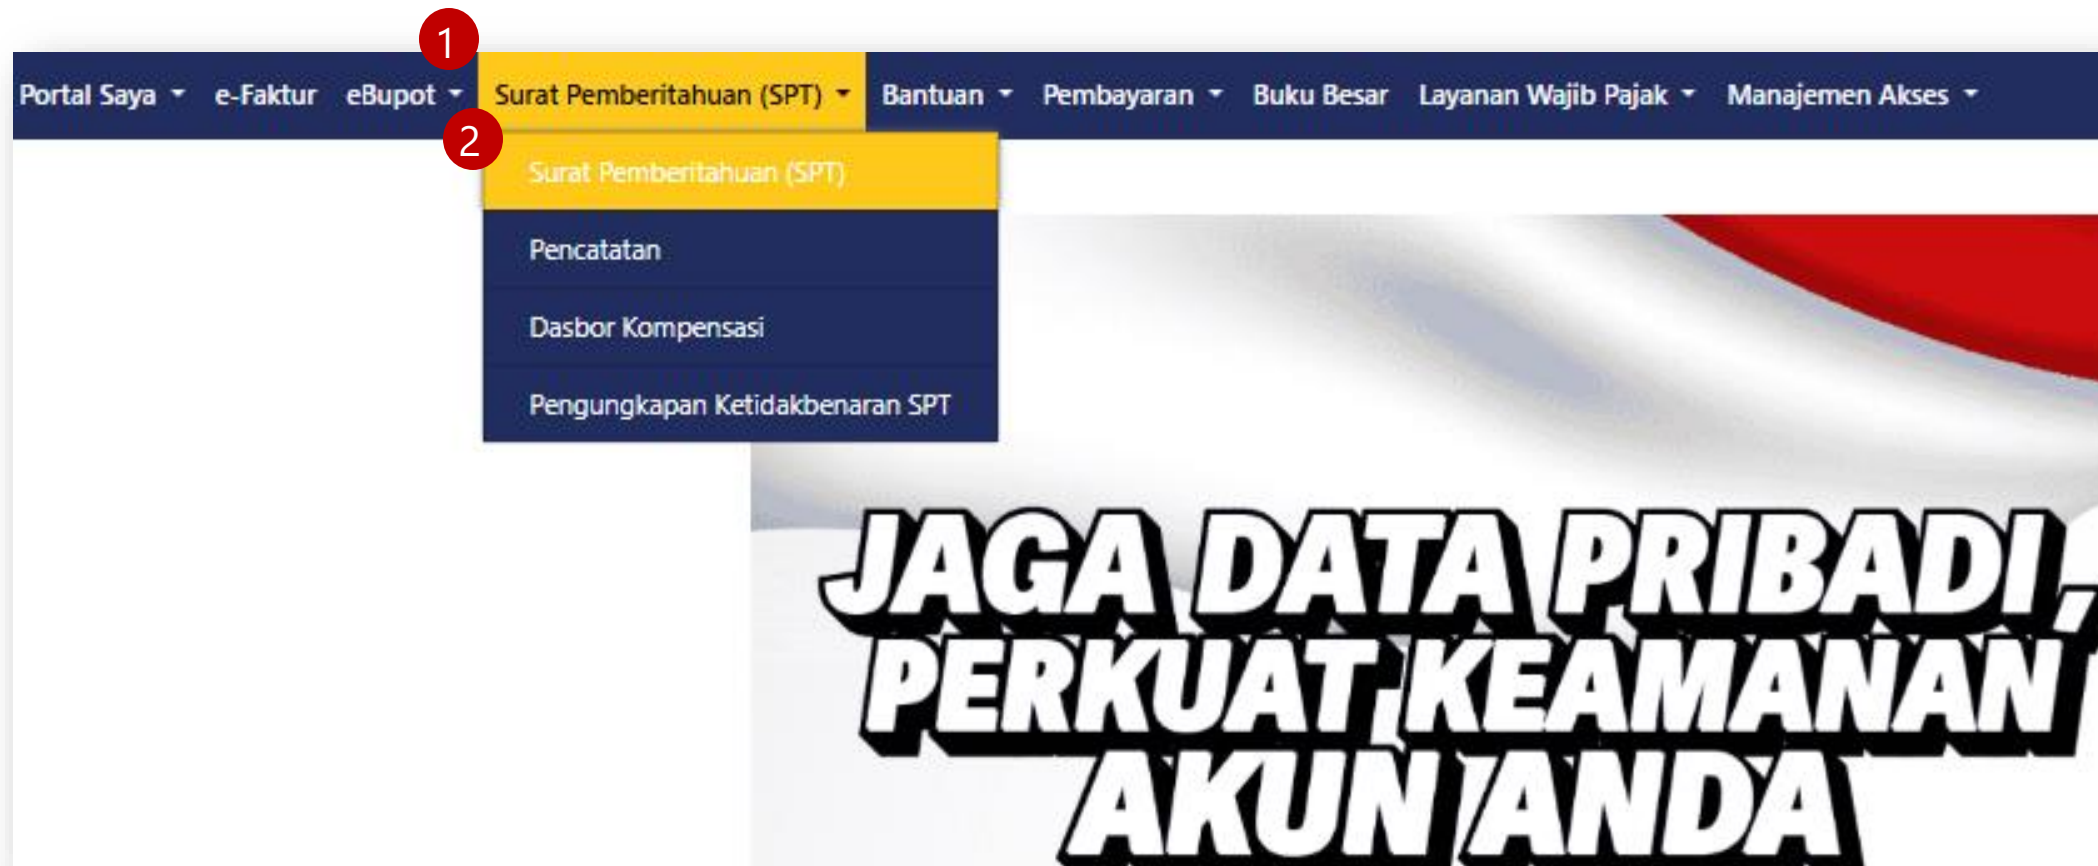 1
Portal Saya e-Faktur eBupot Surat Pemberitahuan (SPT) Bantuan Pembayaran Buku Besar Layanan Wajib Pajak Manajemen Akses
2
Surat Pemberitahuan (SPT)
Pencatatan
Dasbor Kompensasi
Pengungkapan Ketidakbenaran SPT
JAGA DATA PRIBADI,
PERKUAT KEAMANAN
AKUN ANDA